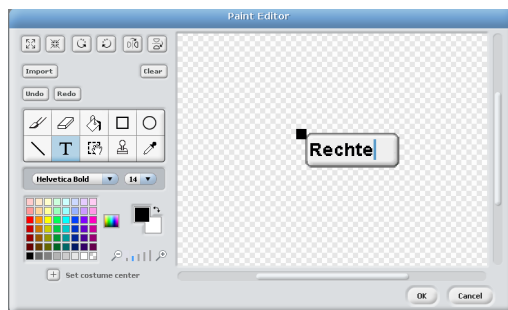 Paint Editor
Import
Clear
Undo
Redo
T
Helvetica Bold
14
Set costume center
Rechte
OK
Cancel